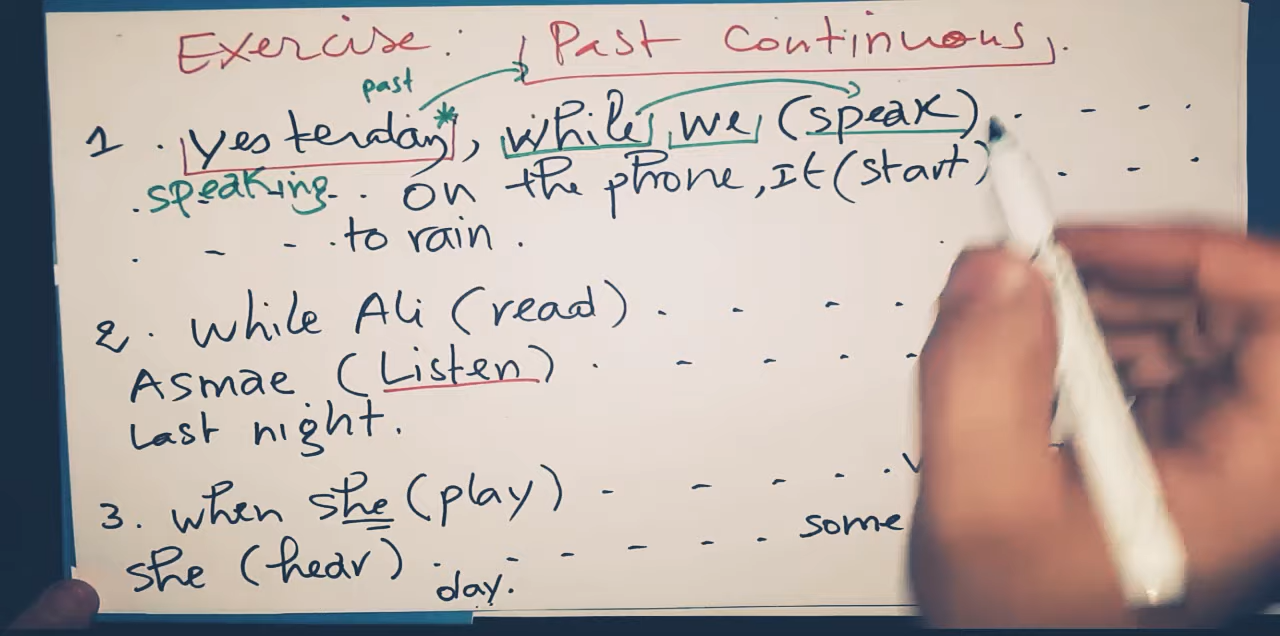 Exercise: Past Continuous.
past
1. yesterday, while we (speak) . - - .
. speaking. . on the phone, It (start) . - .
. - - . to rain.
2. while Ali (read) . - - .
Asmae (Listen) . - - - -
Last night.
3. when she (play) - - - - .
she (hear) . - - - - . some
day.